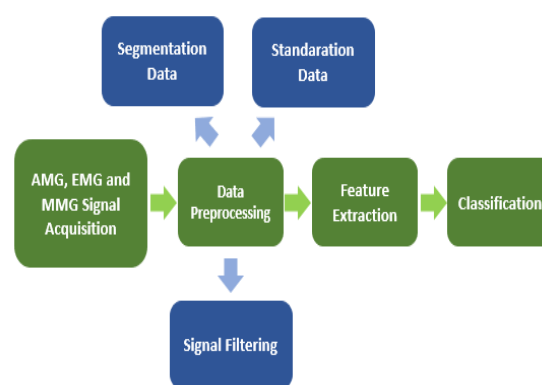 Segmentation
Data
Standaration
Data
AMG, EMG and
MMG Signal
Acquisition
Data
Preprocessing
Feature
Extraction
Classification
Signal Filtering